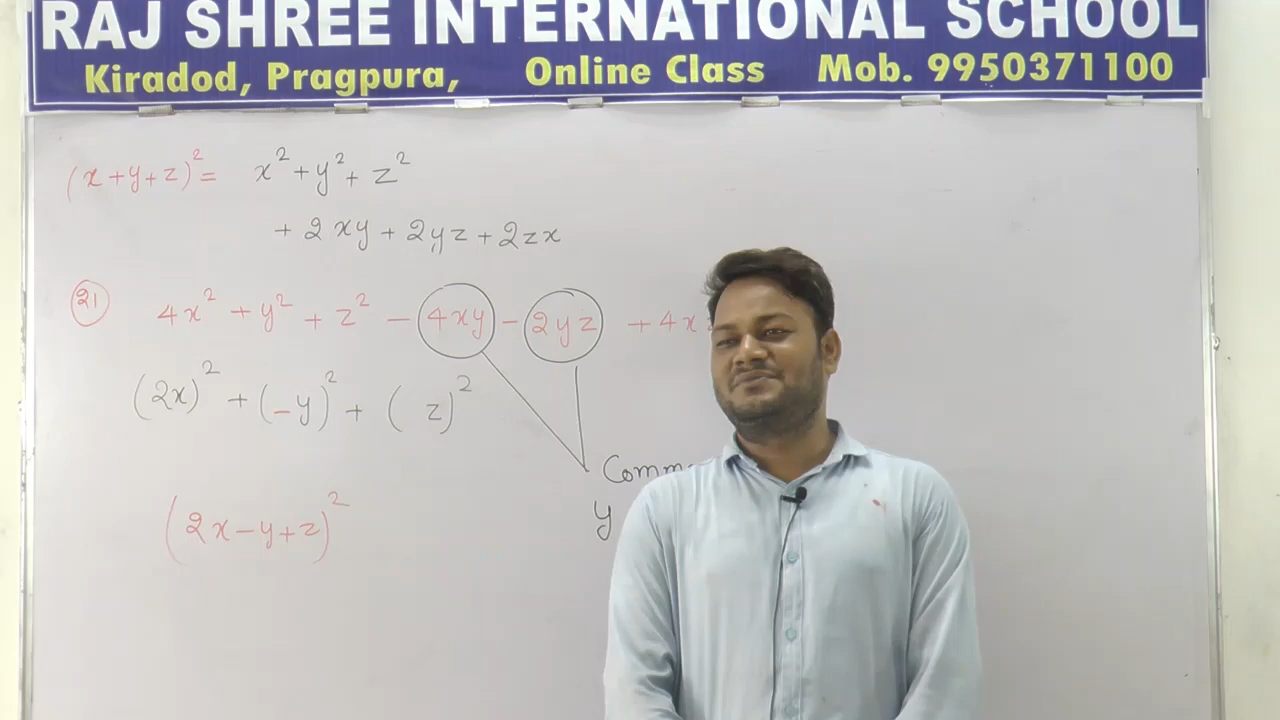 RAJ SHREE INTERNATIONAL SCHOOL
Kiradod, Pragpura, Online Class Mob. 9950371100
(x+y+z)² = x² + y² + z²
+ 2xy + 2yz + 2zx
21 4x² + y² + z² - 4xy - 2yz + 4x
(2x)² + (-y)² + ( z)²
Comm
y
(2x-y+z)²